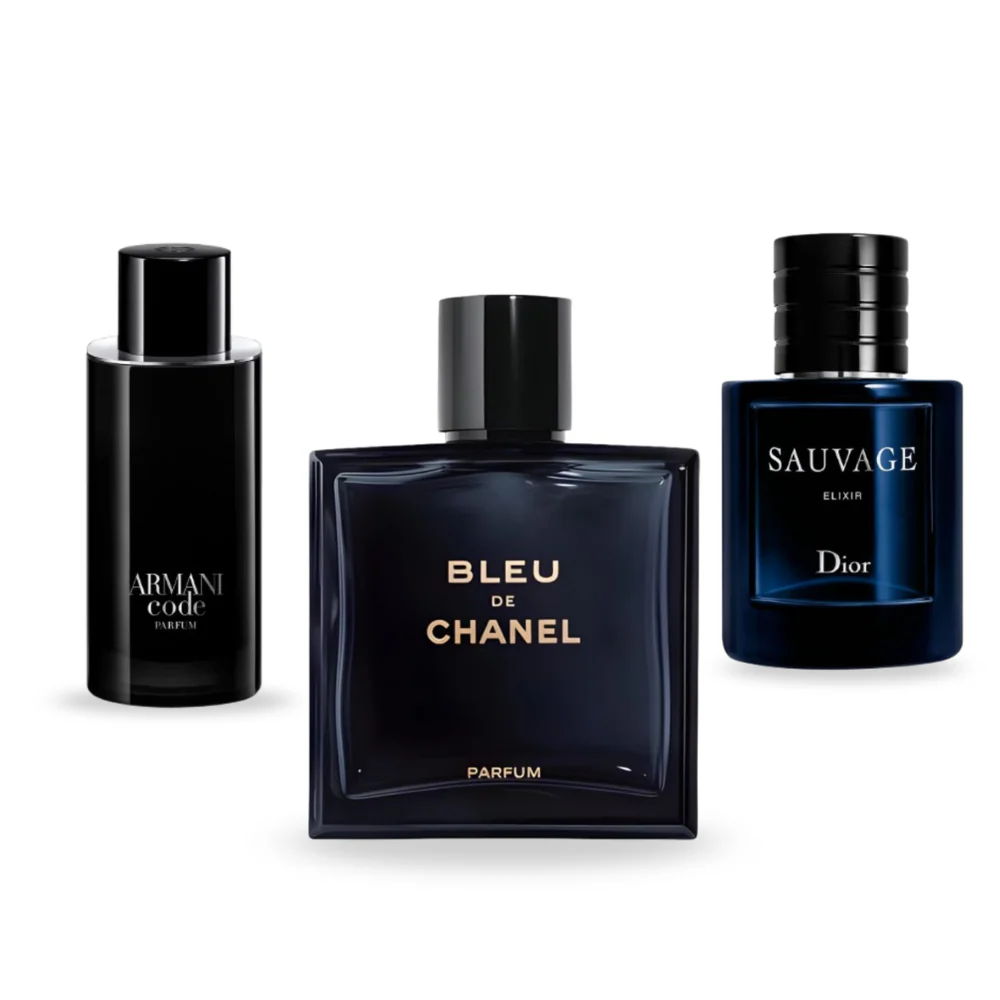 ARMANI
code
PARFUM
BLEU
DE
CHANEL
PARFUM
SAUVAGE
ELIXIR
Dior